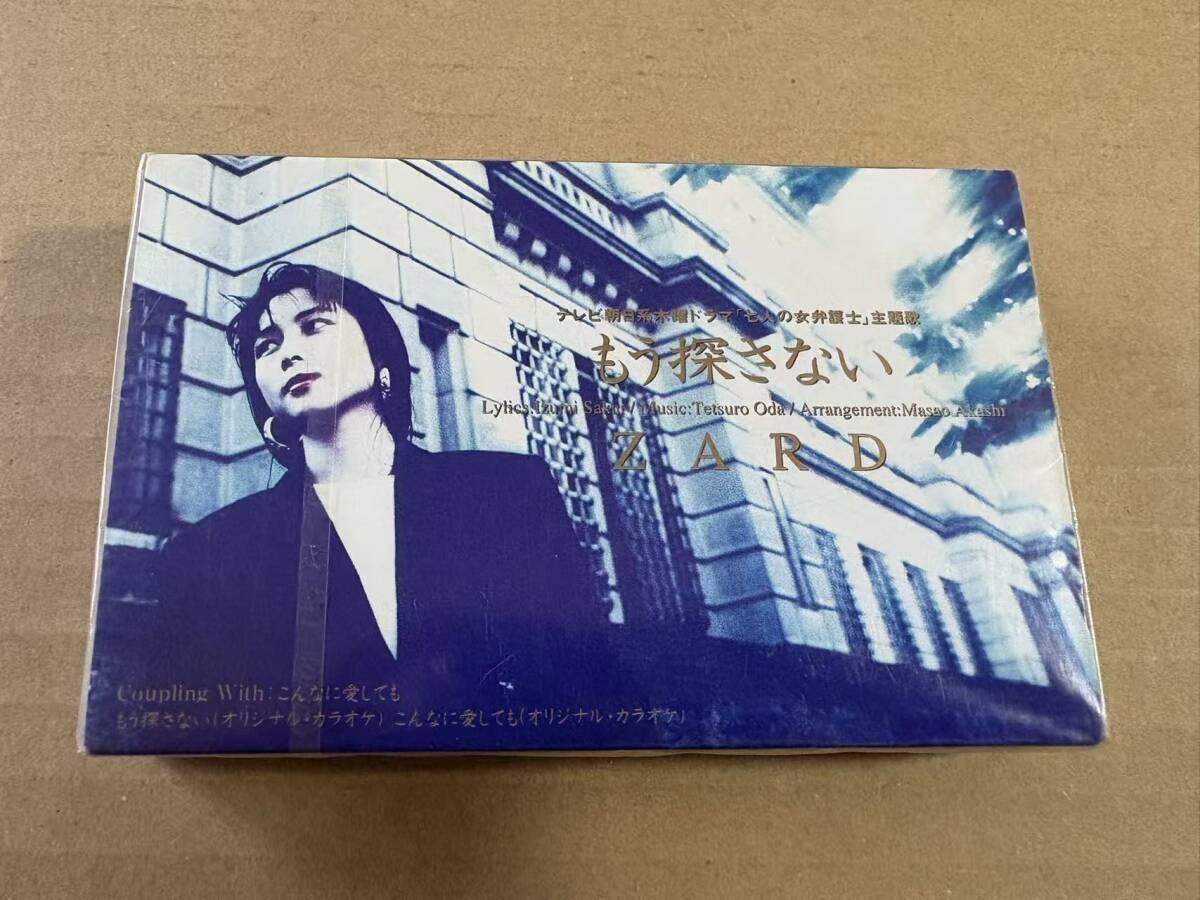 テレビ朝日系木曜ドラマ「七人の女弁護士」主題歌
もう探さない
Lylics:Izumi Sakai / Music:Tetsuro Oda / Arrangement:Masao Akashi
ZARD
Coupling With:こんなに愛しても
もう探さない(オリジナル・カラオケ) こんなに愛しても(オリジナル・カラオケ)